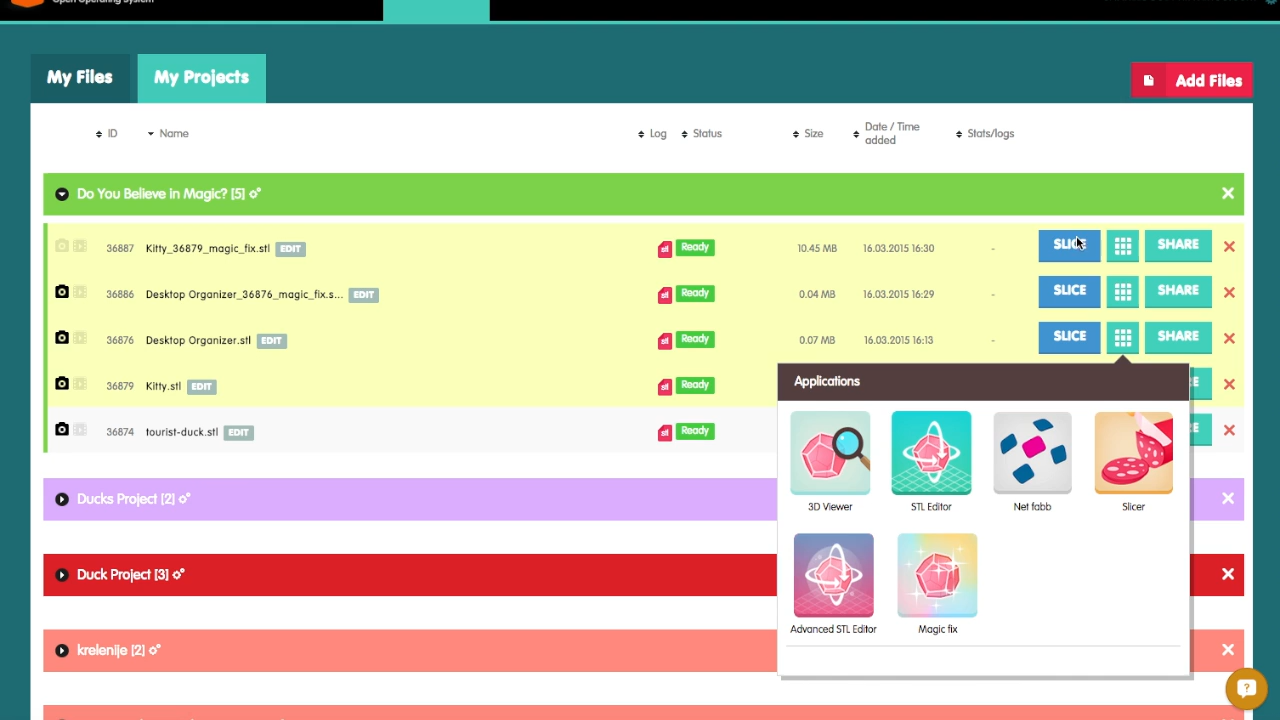 Open Operating System
My Files
My Projects
Add Files
ID
Name
Log
Status
Size
Date / Time
added
Stats/logs
Do You Believe in Magic? [5]
36887 Kitty_36879_magic_fix.stl EDIT stl Ready 10.45 MB 16.03.2015 16:30 - SLICE SHARE
36886 Desktop Organizer_36876_magic_fix.s... EDIT stl Ready 0.04 MB 16.03.2015 16:29 - SLICE SHARE
36876 Desktop Organizer.stl EDIT stl Ready 0.07 MB 16.03.2015 16:13 - SLICE SHARE
36879 Kitty.stl EDIT stl Ready
36874 tourist-duck.stl EDIT stl Ready
Applications
3D Viewer
STL Editor
Net fabb
Slicer
Advanced STL Editor
Magic fix
Ducks Project [2]
Duck Project [3]
krelenije [2]